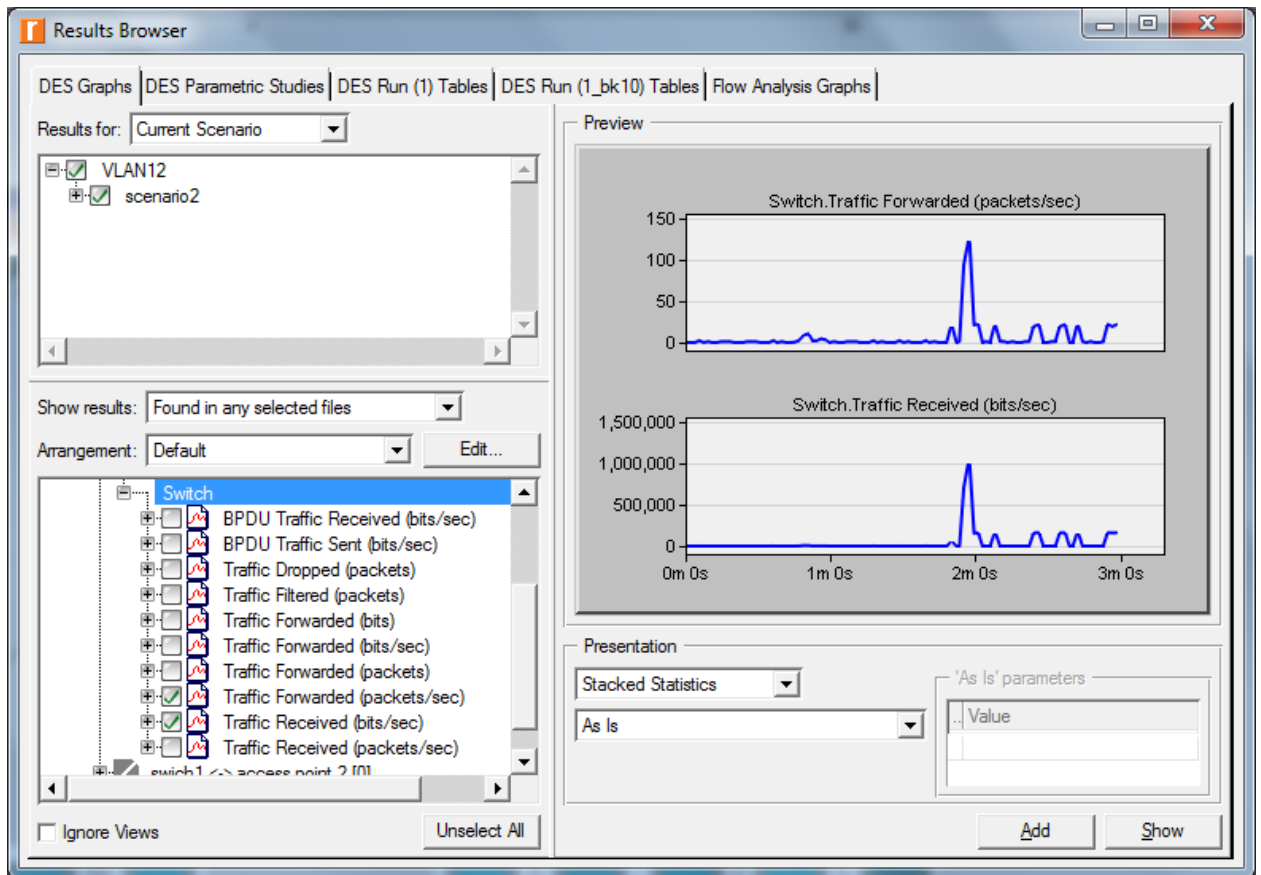 Results Browser
DES Graphs DES Parametric Studies DES Run (1) Tables DES Run (1_bk10) Tables Flow Analysis Graphs
Results for: Current Scenario
VLAN12
scenario2
Show results: Found in any selected files
Arrangement: Default Edit...
Switch
BPDU Traffic Received (bits/sec)
BPDU Traffic Sent (bits/sec)
Traffic Dropped (packets)
Traffic Filtered (packets)
Traffic Forwarded (bits)
Traffic Forwarded (bits/sec)
Traffic Forwarded (packets)
Traffic Forwarded (packets/sec)
Traffic Received (bits/sec)
Traffic Received (packets/sec)
swich1 <-> access point 2 [0]
Ignore Views Unselect All
Preview
Switch.Traffic Forwarded (packets/sec)
150
100
50
0
Switch.Traffic Received (bits/sec)
1,500,000
1,000,000
500,000
0
0m 0s 1m 0s 2m 0s 3m 0s
Presentation
Stacked Statistics
As Is
'As Is' parameters
.. Value
Add Show